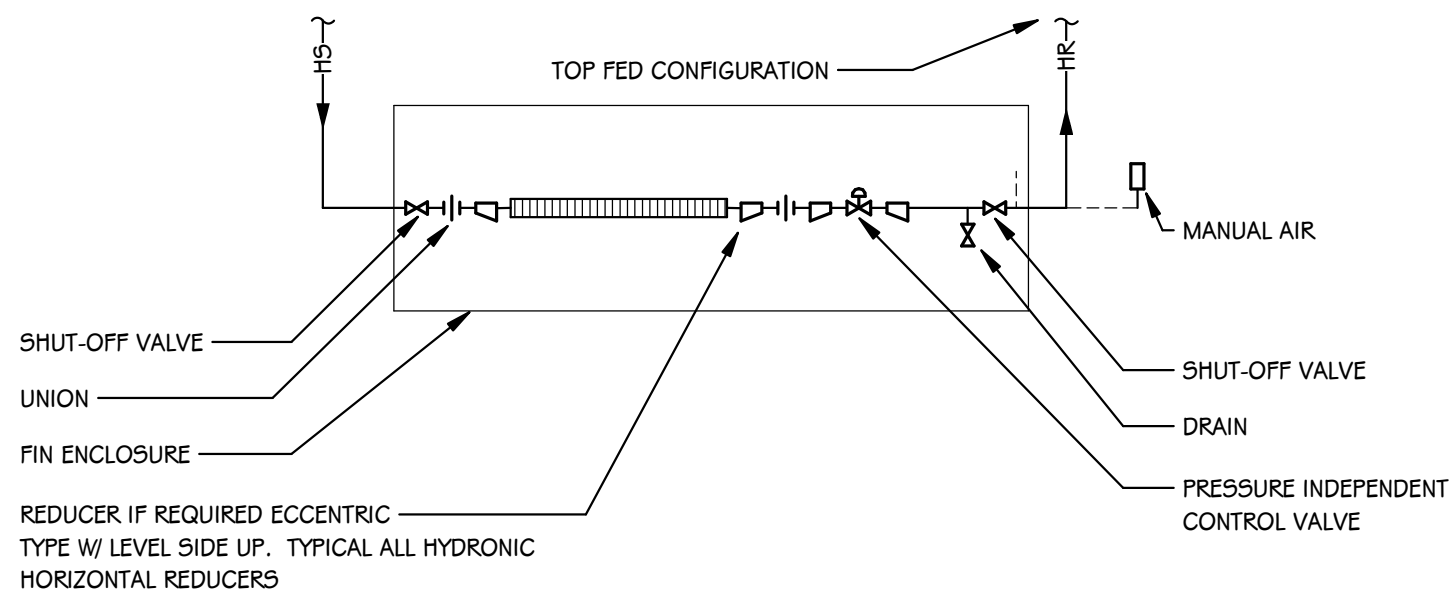 HS
TOP FED CONFIGURATION
HR
MANUAL AIR
SHUT-OFF VALVE
UNION
FIN ENCLOSURE
REDUCER IF REQUIRED ECCENTRIC
TYPE W/ LEVEL SIDE UP. TYPICAL ALL HYDRONIC
HORIZONTAL REDUCERS
SHUT-OFF VALVE
DRAIN
PRESSURE INDEPENDENT
CONTROL VALVE